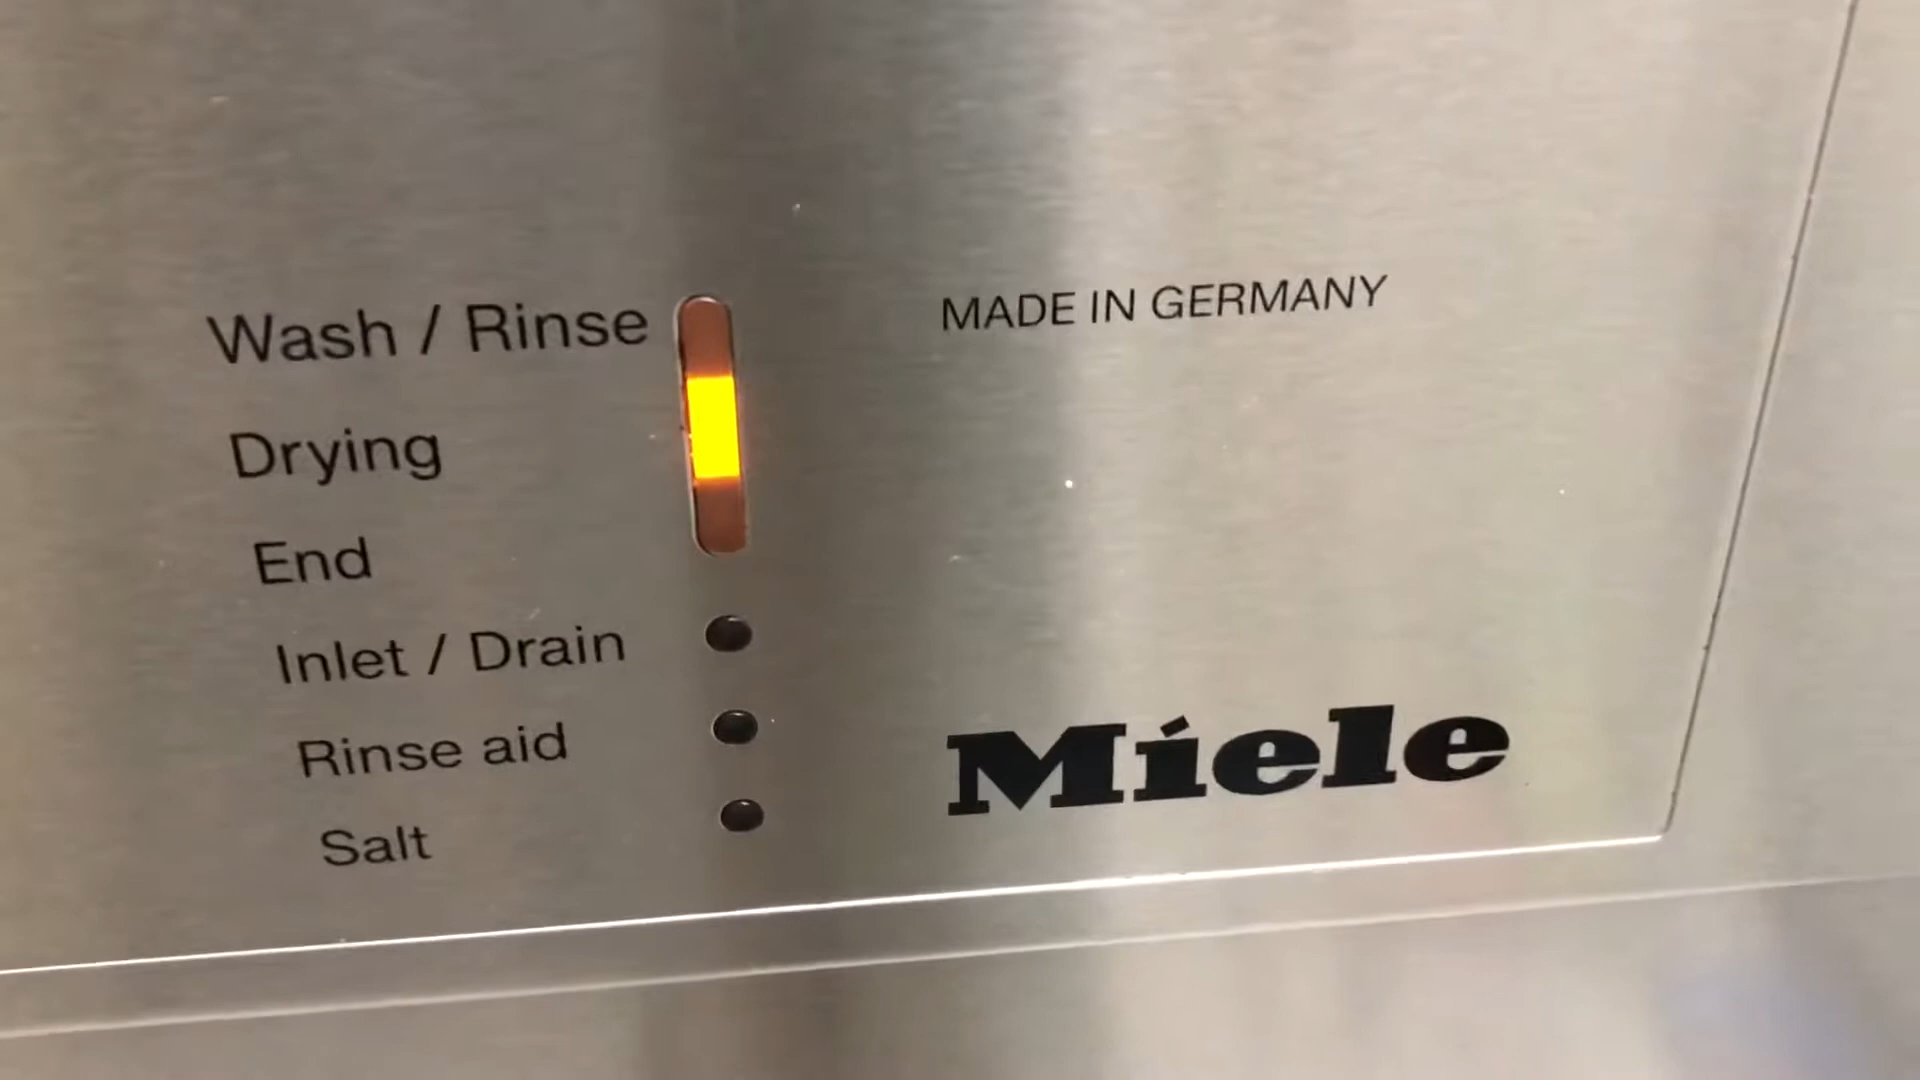 Wash / Rinse
MADE IN GERMANY
Drying
End
Inlet / Drain
Rinse aid
Miele
Salt